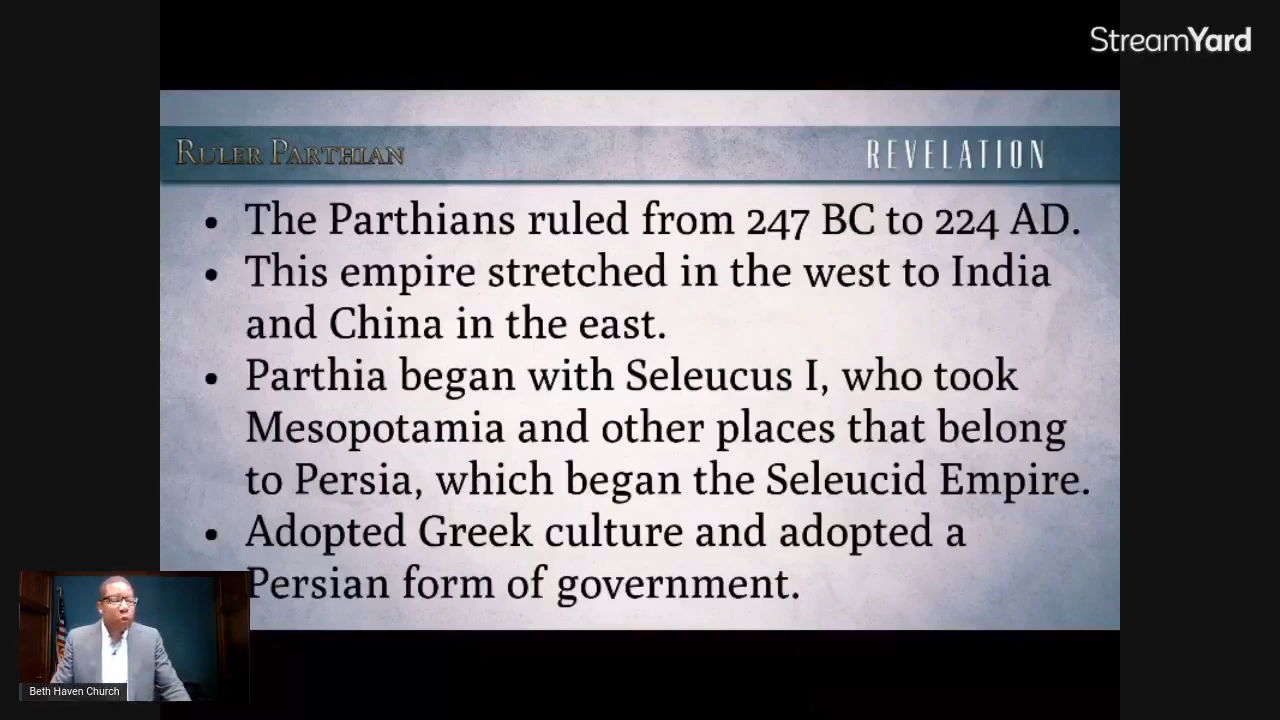 StreamYard
RULER PARTHIAN
REVELATION
• The Parthians ruled from 247 BC to 224 AD.
• This empire stretched in the west to India
and China in the east.
• Parthia began with Seleucus I, who took
Mesopotamia and other places that belong
to Persia, which began the Seleucid Empire.
• Adopted Greek culture and adopted a
Persian form of government.
Beth Haven Church